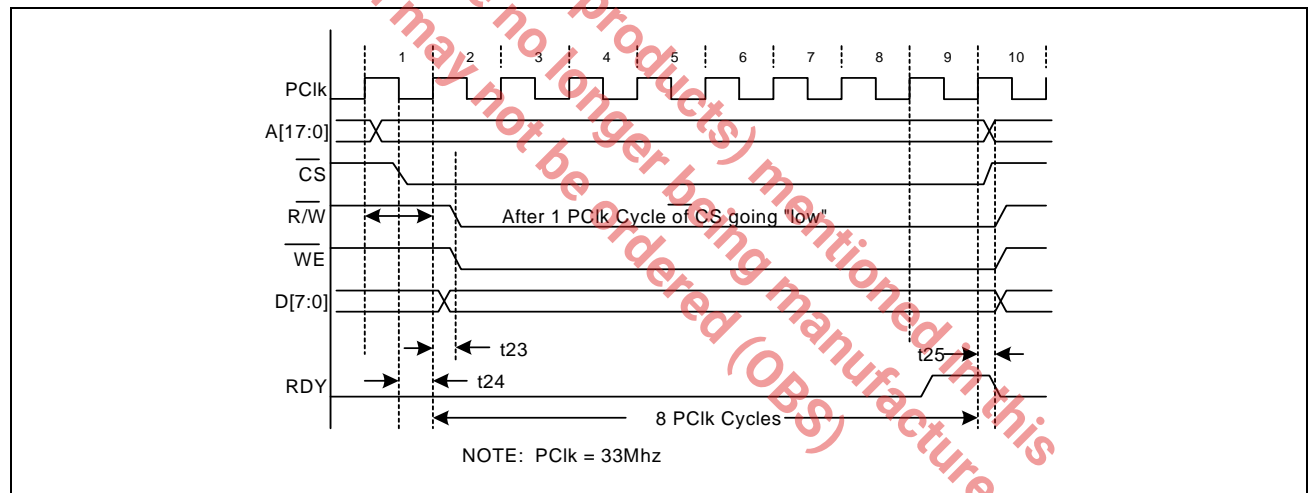 1 2 3 4 5 6 7 8 9 10
PClk
A[17:0]
CS
R/W
After 1 PClk Cycle of CS going "low"
WE
D[7:0]
t23
t25
RDY
t24
8 PClk Cycles
NOTE: PClk = 33Mhz
products) mentioned in this
no longer being manufacture
may not be ordered (OBS)